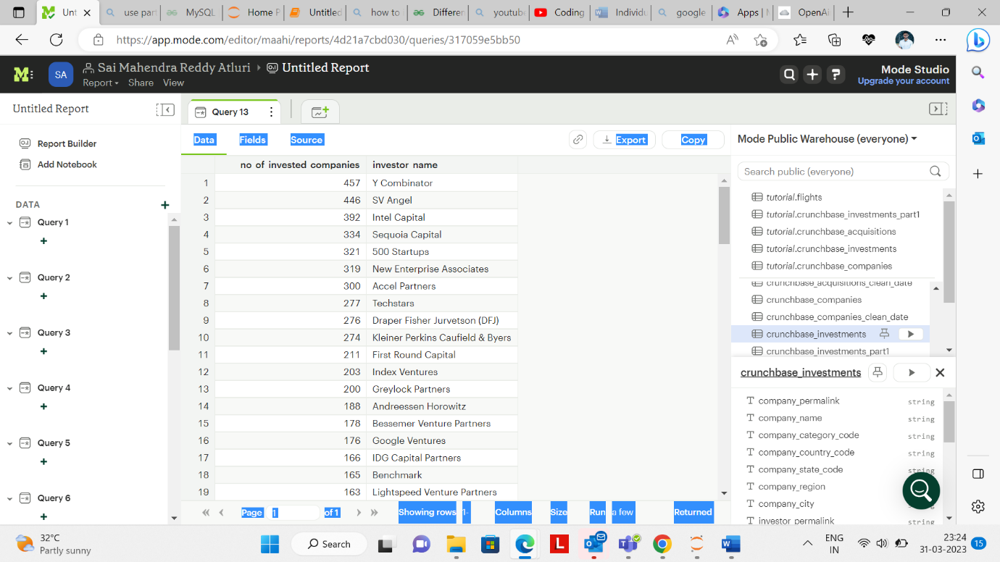 Unt
use part
MySQL
Home P
Untitled
how to
Differen
youtube
Coding
Individu
google
Apps | M
OpenAi
https://app.mode.com/editor/maahi/reports/4d21a7cbd030/queries/317059e5bb50
SA
Sai Mahendra Reddy Atluri
Untitled Report
Report
Share
View
Mode Studio
Upgrade your account
Untitled Report
Report Builder
Add Notebook
DATA
Query 1
Query 2
Query 3
Query 4
Query 5
Query 6
Query 13
Data
Fields
Source
Export
Copy
no of invested companies investor name
1 457 Y Combinator
2 446 SV Angel
3 392 Intel Capital
4 334 Sequoia Capital
5 321 500 Startups
6 319 New Enterprise Associates
7 300 Accel Partners
8 277 Techstars
9 276 Draper Fisher Jurvetson (DFJ)
10 274 Kleiner Perkins Caufield & Byers
11 211 First Round Capital
12 203 Index Ventures
13 200 Greylock Partners
14 188 Andreessen Horowitz
15 178 Bessemer Venture Partners
16 176 Google Ventures
17 166 IDG Capital Partners
18 165 Benchmark
19 163 Lightspeed Venture Partners
Page 1 of 1
Showing rows 1-
Columns
Size
Run a few
Returned
Mode Public Warehouse (everyone)
Search public (everyone)
tutorial.flights
tutorial.crunchbase_investments_part1
tutorial.crunchbase_acquisitions
tutorial.crunchbase_investments
tutorial.crunchbase_companies
crunchbase_acquisitions_clean_date
crunchbase_companies
crunchbase_companies_clean_date
crunchbase_investments
crunchbase_investments_part1
crunchbase_investments
T company_permalink string
T company_name string
T company_category_code string
T company_country_code string
T company_state_code string
T company_region
T company_city
T investor_permalink string
32°C
Partly sunny
Search
ENG
IN
23:24
31-03-2023
15